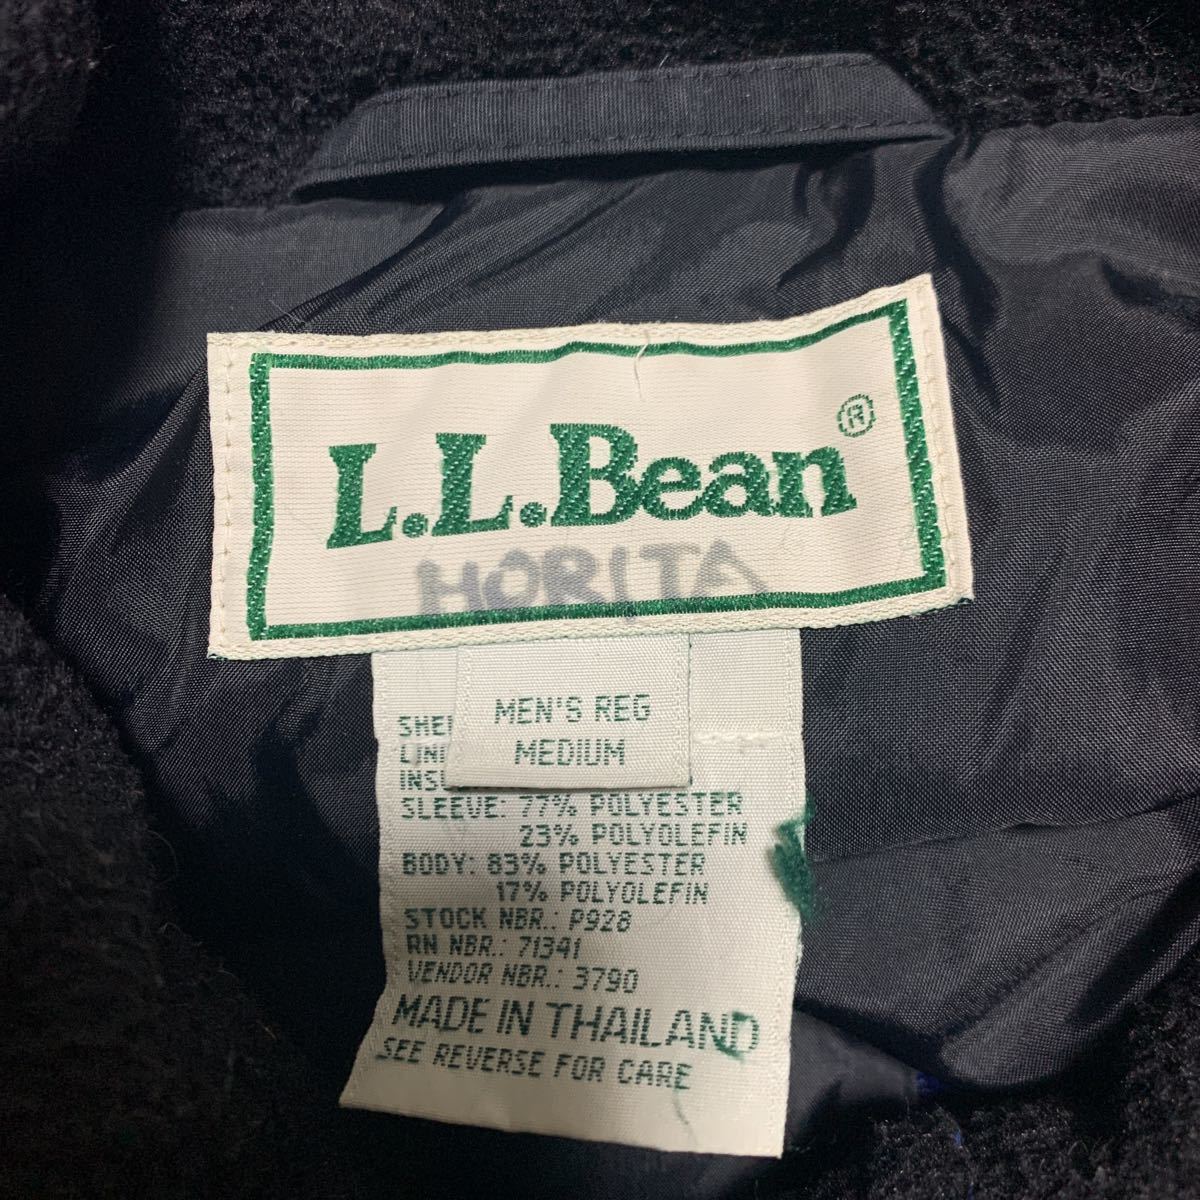 L.L.Bean®
HORITA
MEN'S REG
MEDIUM
SLEEVE: 77% POLYESTER
23% POLYOLEFIN
BODY: 83% POLYESTER
17% POLYOLEFIN
STOCK NBR.: P928
RN NBR.: 71341
VENDOR NBR.: 3790
MADE IN THAILAND
SEE REVERSE FOR CARE